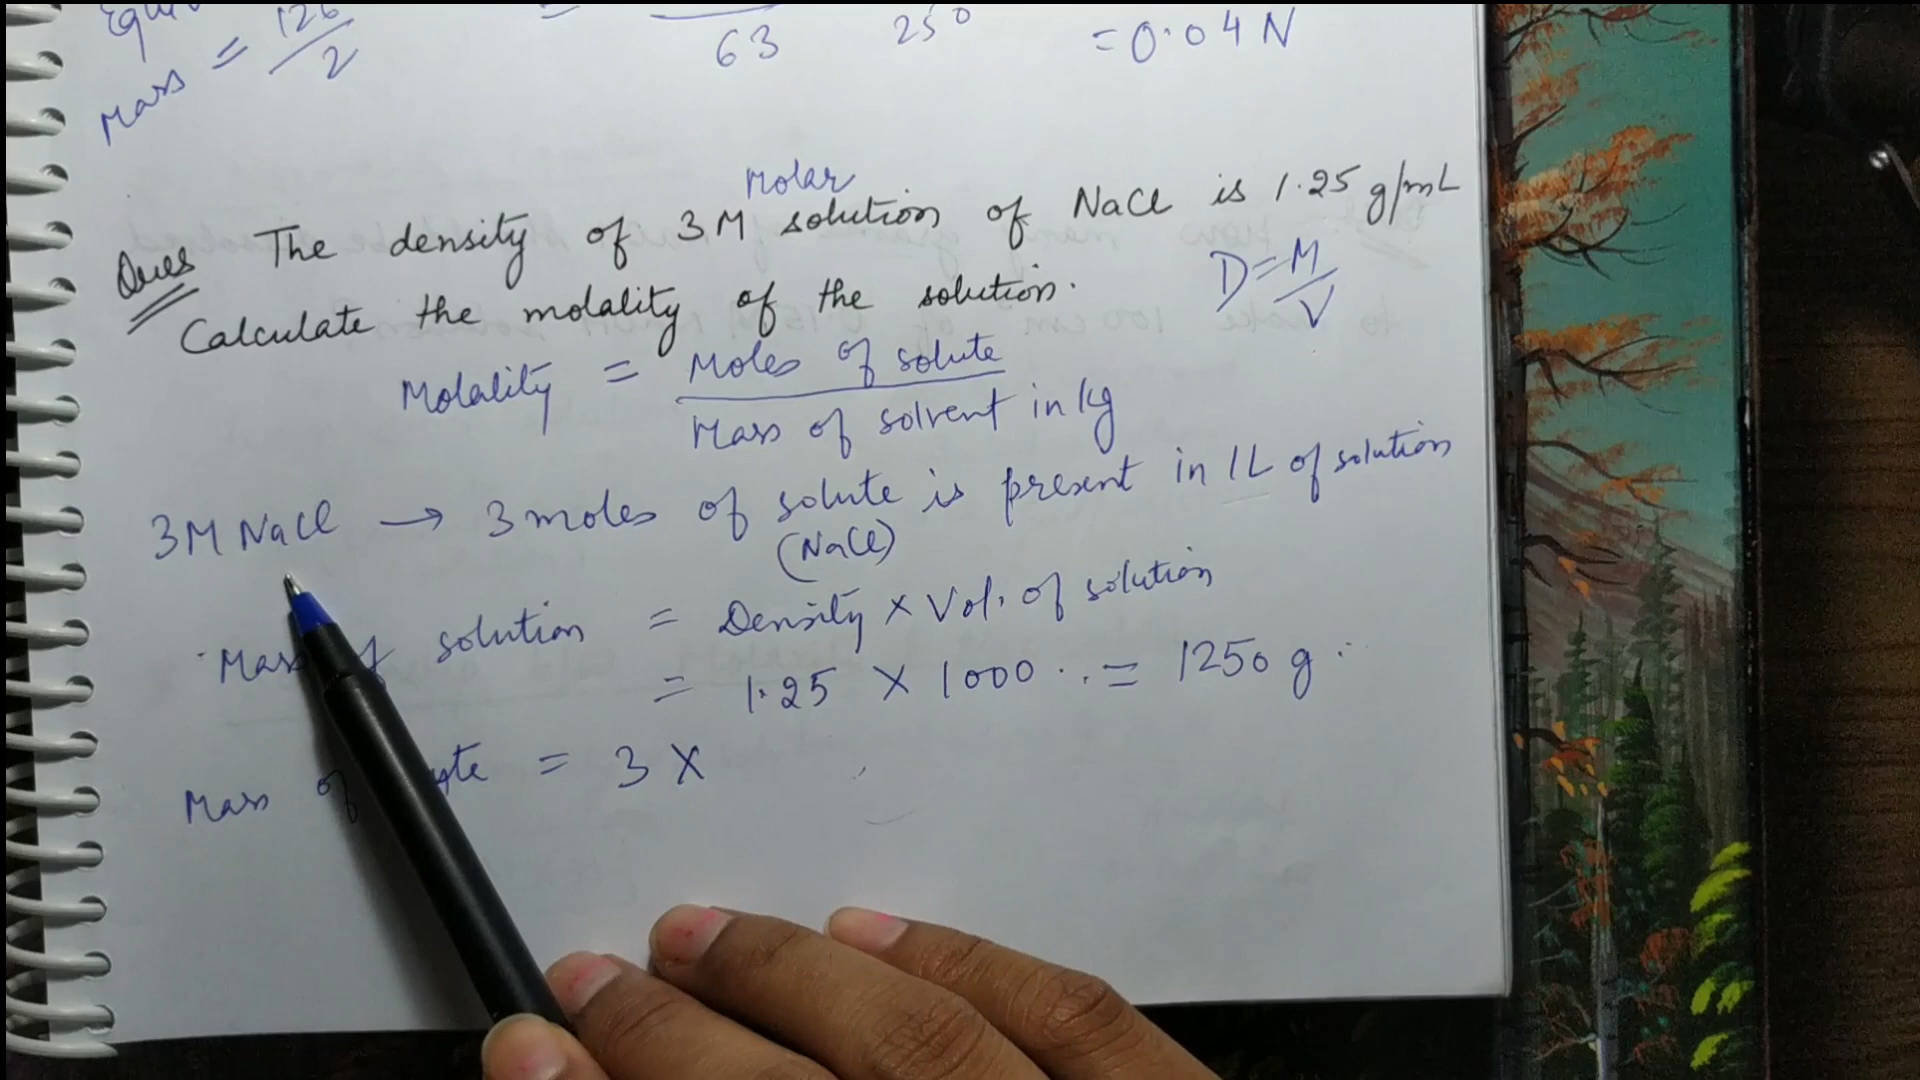 Mass = 126/2 = 63 250 = 0.04 N
Molar
Ques The density of 3M solution of NaCl is 1.25 g/mL
Calculate the molality of the solution. D = M/V
Molality = Moles of solute
Mass of solvent in kg
3M NaCl → 3 moles of solute is present in 1L of solution
(NaCl)
Mass of solution = Density × Vol. of solution
= 1.25 × 1000 = 1250 g
Mass of = 3 ×